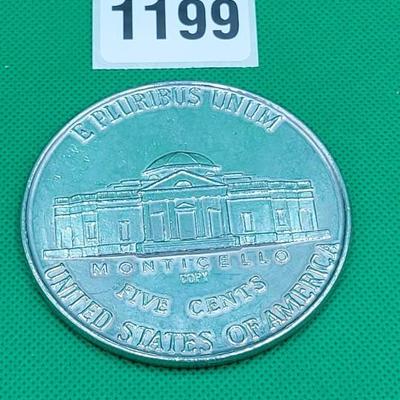 1199
E PLURIBUS UNUM
MONTICELLO
COPY
FIVE CENTS
UNITED STATES OF AMERICA